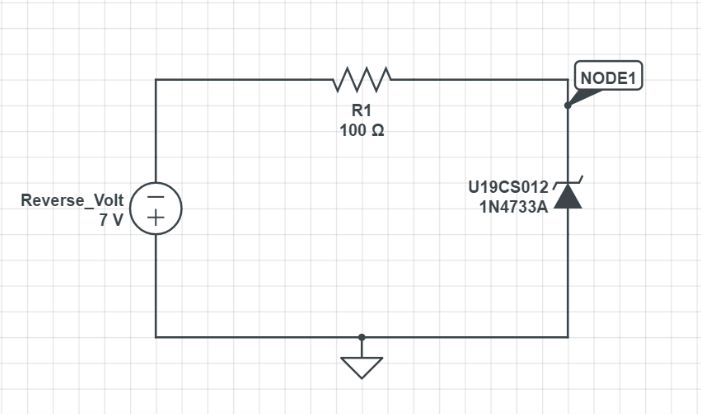 NODE1
R1
100 Ω
U19CS012
1N4733A
Reverse_Volt
7 V